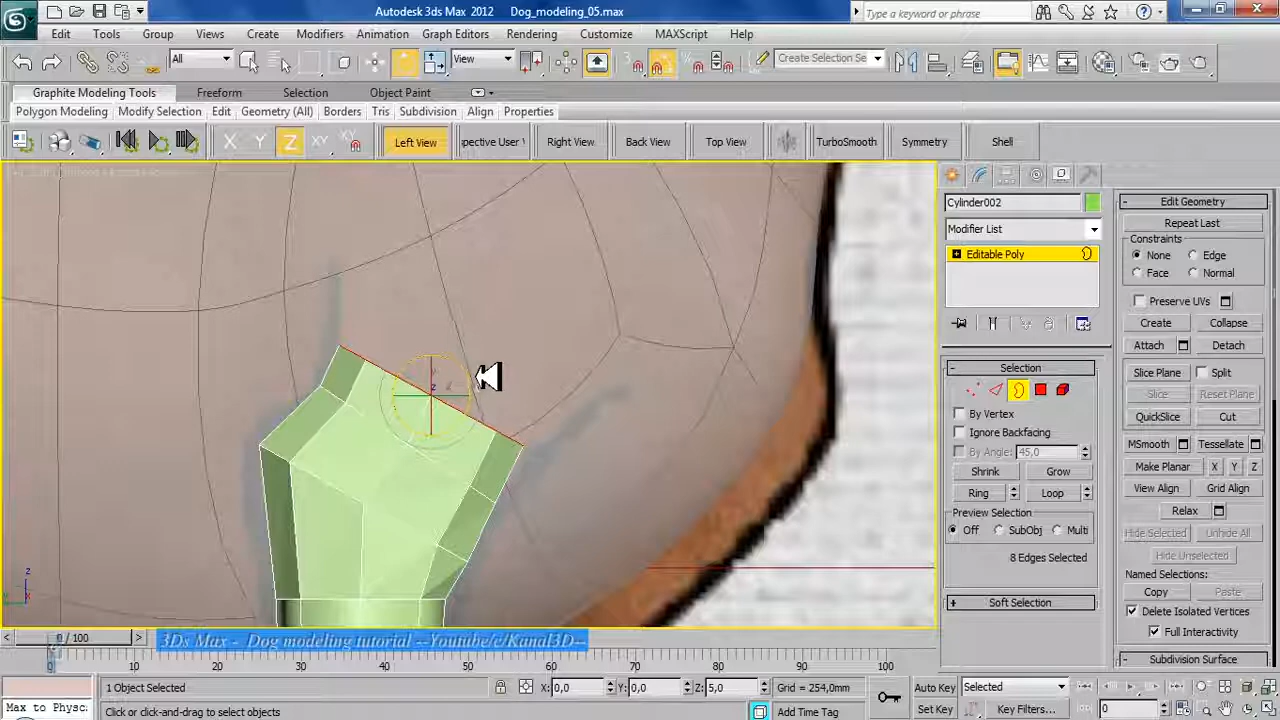 Autodesk 3ds Max 2012 Dog_modeling_05.max
Type a keyword or phrase
Edit Tools Group Views Create Modifiers Animation Graph Editors Rendering Customize MAXScript Help
All View Create Selection Se
Graphite Modeling Tools Freeform Selection Object Paint
Polygon Modeling Modify Selection Edit Geometry (All) Borders Tris Subdivision Align Properties
X Y Z XY XY Left View pective User Right View Back View Top View TurboSmooth Symmetry Shell
Cylinder002
Modifier List
Editable Poly
Selection
By Vertex
Ignore Backfacing
By Angle: 45,0
Shrink Grow
Ring Loop
Preview Selection
Off SubObj Multi
8 Edges Selected
Soft Selection
Edit Geometry
Repeat Last
Constraints
None Edge
Face Normal
Preserve UVs
Create Collapse
Attach Detach
Slice Plane Split
Slice Reset Plane
QuickSlice Cut
MSmooth Tessellate
Make Planar X Y Z
View Align Grid Align
Relax
Hide Selected Unhide All
Hide Unselected
Named Selections:
Copy Paste
Delete Isolated Vertices
Full Interactivity
Subdivision Surface
z
z
x
0 / 100
3Ds Max - Dog modeling tutorial --Youtube/c/Kanal3D--
0 10 20 30 40 50 60 70 80 90 100
1 Object Selected X: 0,0 Y: 0,0 Z: 5,0 Grid = 254,0mm Auto Key Selected
Max to Physc Click or click-and-drag to select objects Add Time Tag Set Key Key Filters... 0